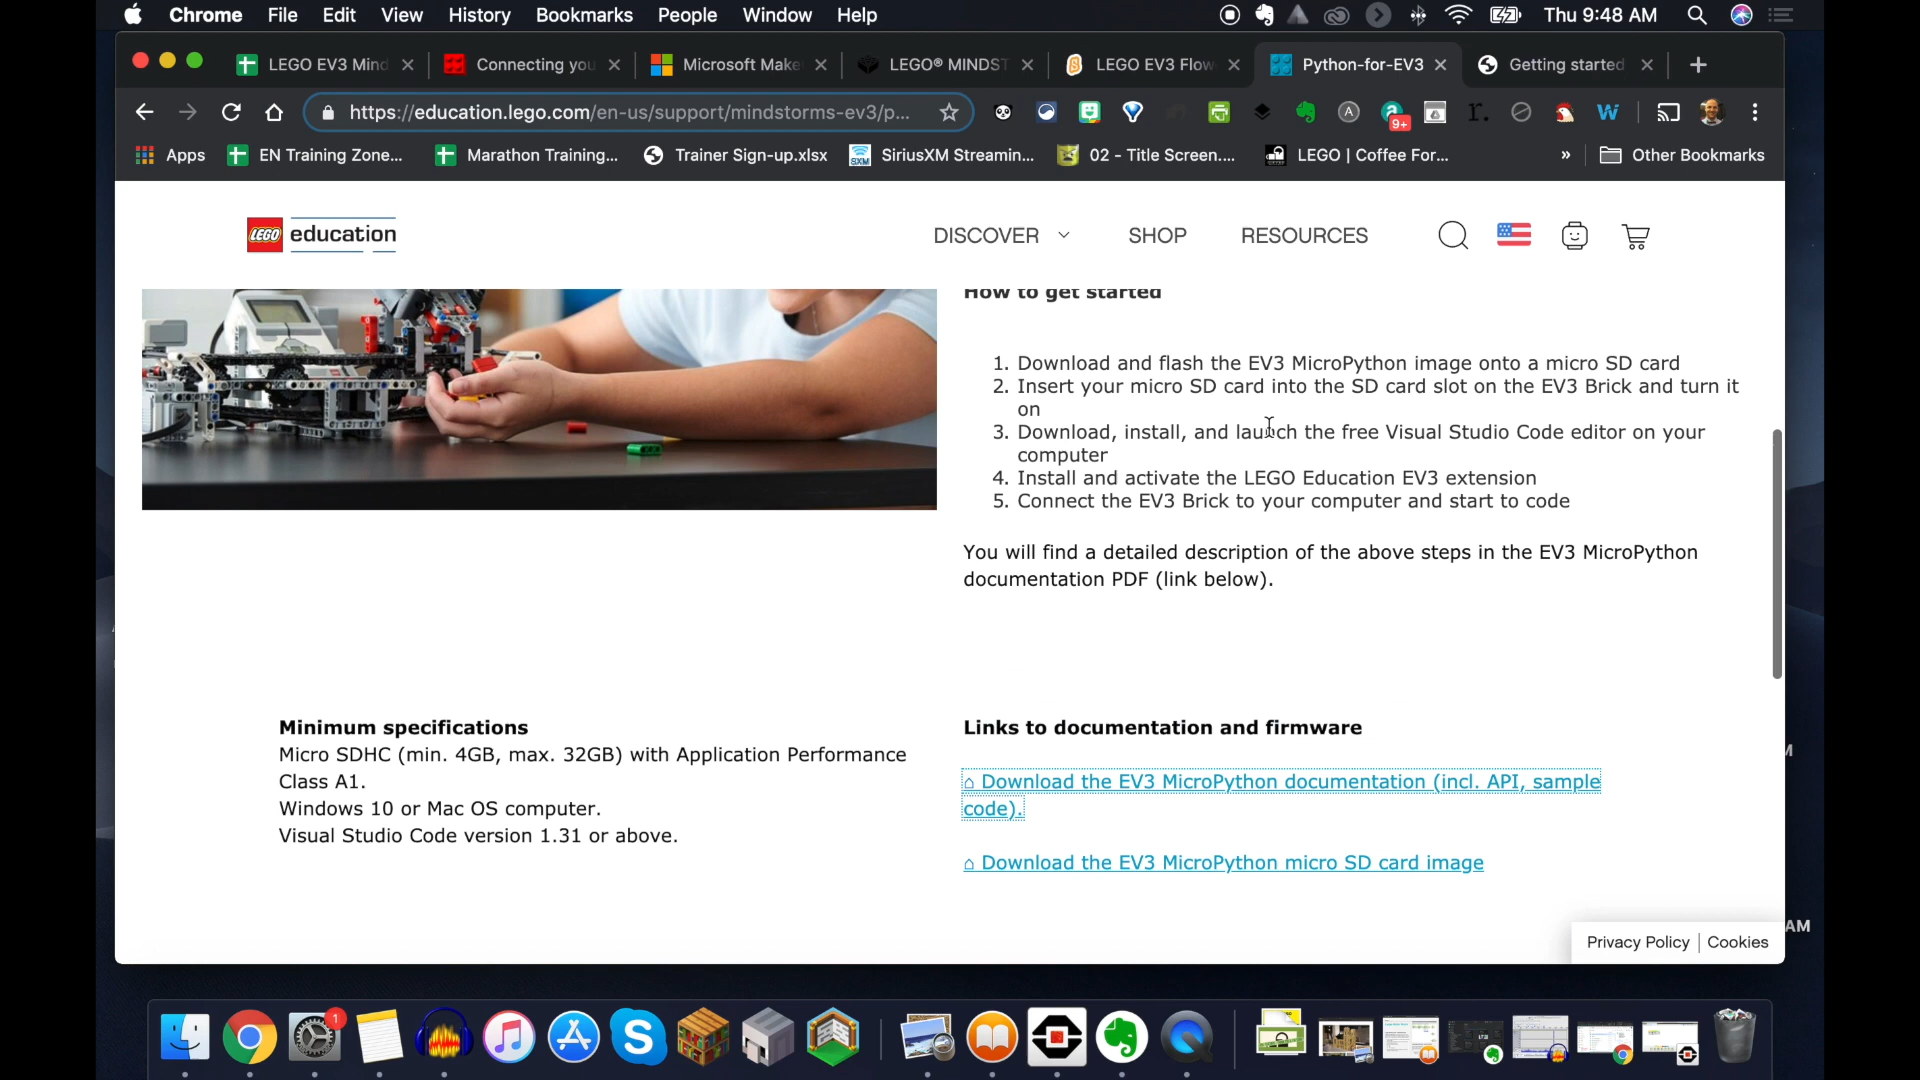 Chrome File Edit View History Bookmarks People Window Help
Thu 9:48 AM
LEGO EV3 Mind
Connecting you
Microsoft Make
LEGO® MINDST
LEGO EV3 Flow
Python-for-EV3
Getting started
https://education.lego.com/en-us/support/mindstorms-ev3/p...
9+
Apps
EN Training Zone...
Marathon Training...
Trainer Sign-up.xlsx
SiriusXM Streamin...
02 - Title Screen....
LEGO | Coffee For...
»
Other Bookmarks
LEGO education
DISCOVER
SHOP
RESOURCES
How to get started
1. Download and flash the EV3 MicroPython image onto a micro SD card
2. Insert your micro SD card into the SD card slot on the EV3 Brick and turn it
on
3. Download, install, and launch the free Visual Studio Code editor on your
computer
4. Install and activate the LEGO Education EV3 extension
5. Connect the EV3 Brick to your computer and start to code
You will find a detailed description of the above steps in the EV3 MicroPython
documentation PDF (link below).
Minimum specifications
Micro SDHC (min. 4GB, max. 32GB) with Application Performance
Class A1.
Windows 10 or Mac OS computer.
Visual Studio Code version 1.31 or above.
Links to documentation and firmware
Download the EV3 MicroPython documentation (incl. API, sample
code).
Download the EV3 MicroPython micro SD card image
Privacy Policy | Cookies
AM
1